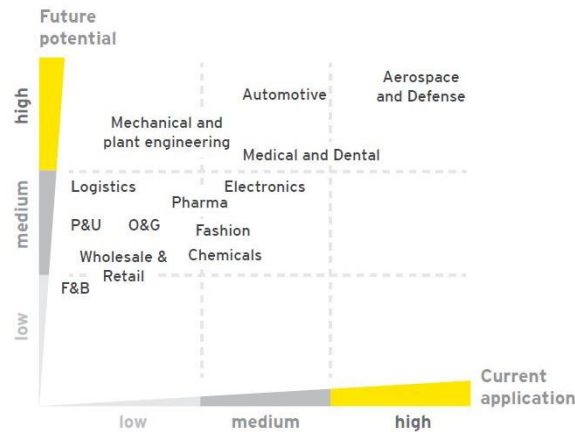 Future
potential
high
medium
low
Aerospace
and Defense
Automotive
Mechanical and
plant engineering
Medical and Dental
Logistics
Electronics
Pharma
P&U
O&G
Fashion
Wholesale &
Retail
Chemicals
F&B
Current
application
low
medium
high